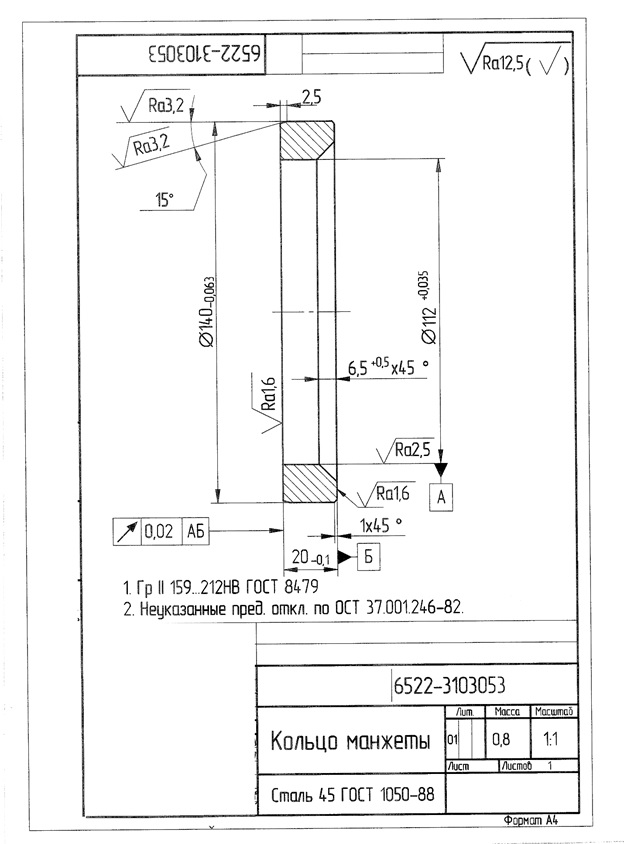 6522-3103053
Ra12,5 ( )
Ra3,2
2,5
Ra3,2
15°
Ø140-0,063
Ø112 +0,035
6,5 +0,5 x45 °
Ra1,6
Ra2,5
Ra1,6
А
0,02 АБ
1x45 °
20-0,1
Б
1. Гр II 159...212НВ ГОСТ 8479
2. Неуказанные пред. откл. по ОСТ 37.001.246-82.
6522-3103053
Лит. Масса Масштаб
Кольцо манжеты
01 0,8 1:1
Лист Листов 1
Сталь 45 ГОСТ 1050-88
Формат А4